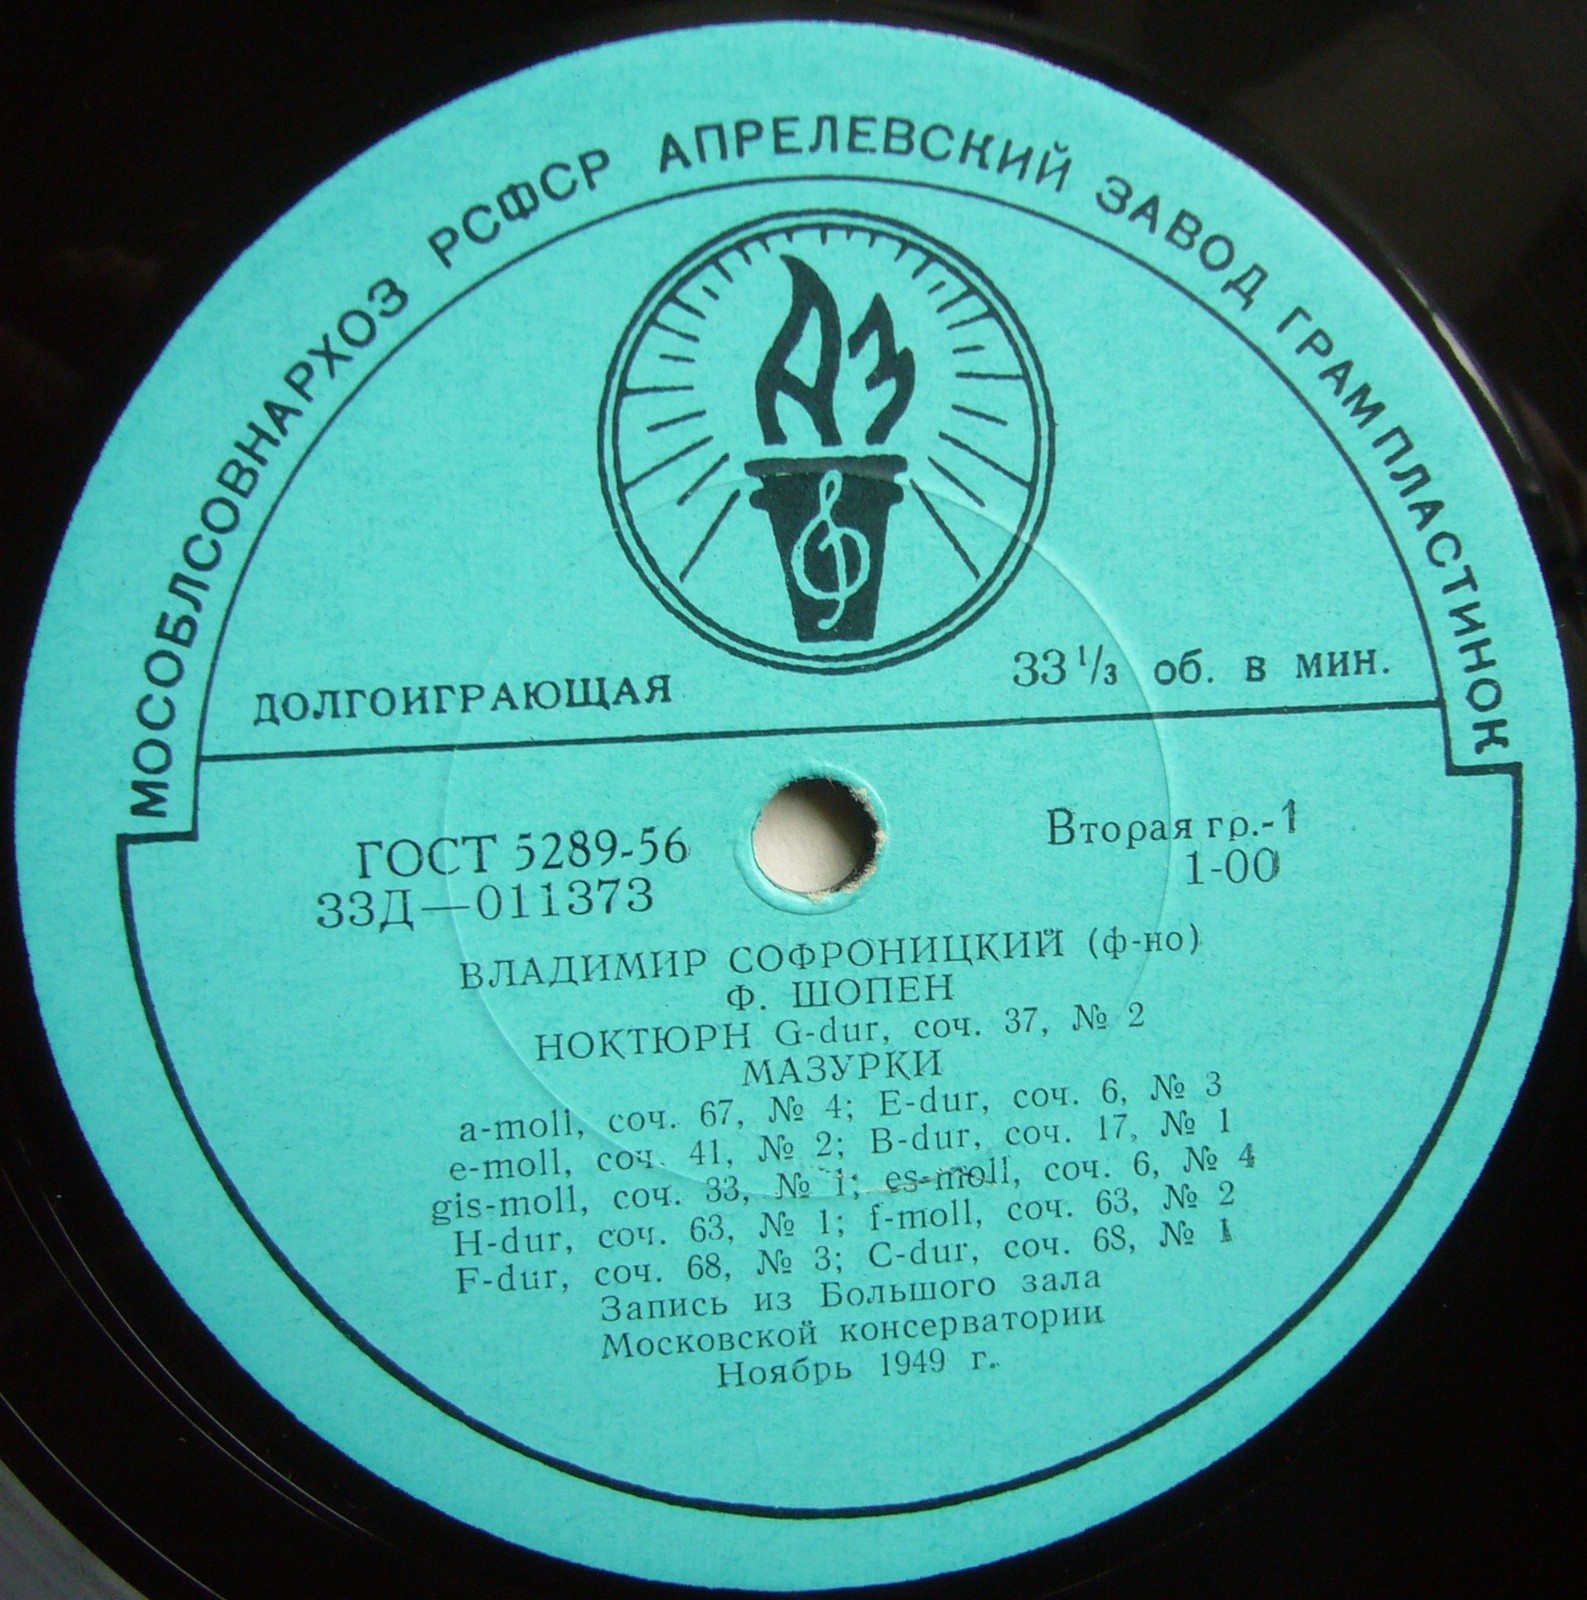 МОСОБЛСОВНАРХОЗ РСФСР АПРЕЛЕВСКИЙ ЗАВОД ГРАМПЛАСТИНОК
АЗ
ДОЛГОИГРАЮЩАЯ
33 1/3 об. в мин.
ГОСТ 5289-56
33Д—011373
Вторая гр.-1
1-00
ВЛАДИМИР СОФРОНИЦКИЙ (ф-но)
Ф. ШОПЕН
НОКТЮРН G-dur, соч. 37, № 2
МАЗУРКИ
a-moll, соч. 67, № 4; E-dur, соч. 6, № 3
e-moll, соч. 41, № 2; B-dur, соч. 17, № 1
gis-moll, соч. 33, № 1; es-moll, соч. 6, № 4
H-dur, соч. 63, № 1; f-moll, соч. 63, № 2
F-dur, соч. 68, № 3; C-dur, соч. 68, № 1
Запись из Большого зала
Московской консерватории
Ноябрь 1949 г.